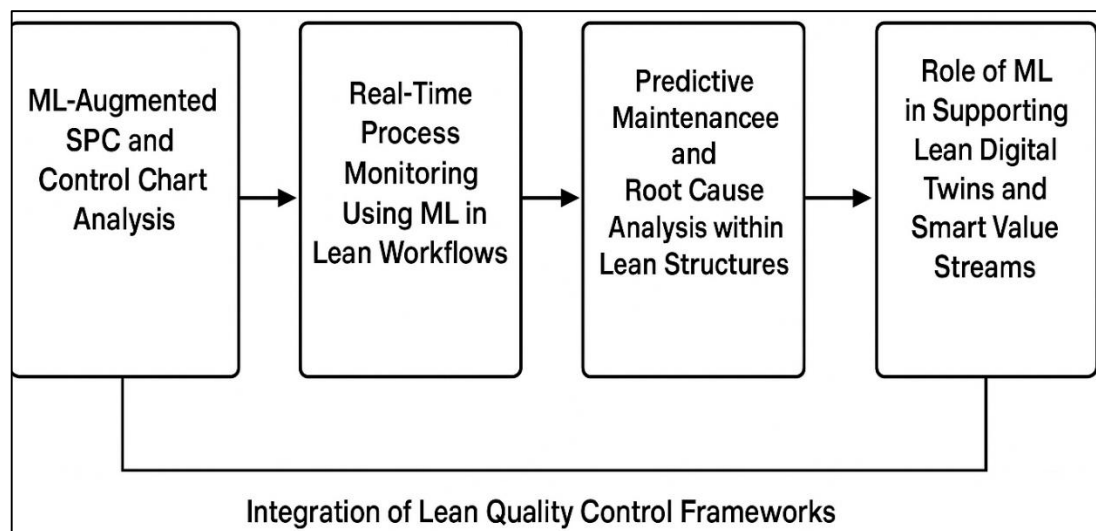 ML-Augmented
SPC and
Control Chart
Analysis
Real-Time
Process
Monitoring
Using ML in
Lean Workflows
Predictive
Maintenancee
and
Root Cause
Analysis within
Lean Structures
Role of ML
in Supporting
Lean Digital
Twins and
Smart Value
Streams
Integration of Lean Quality Control Frameworks